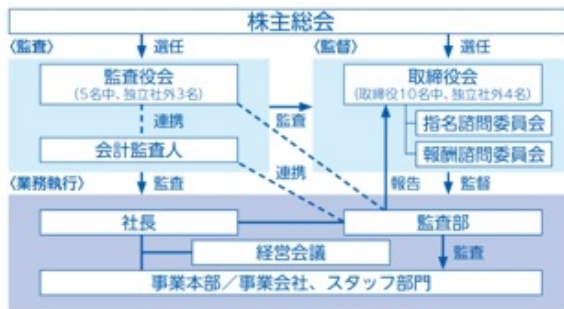 株主総会
〈監査〉
選任
〈監督〉
選任
監査役会
(5名中、独立社外3名)
取締役会
(取締役10名中、独立社外4名)
連携
監査
指名諮問委員会
会計監査人
報酬諮問委員会
〈業務執行〉
監査
連携
報告
監督
社長
監査部
経営会議
監査
事業本部／事業会社、スタッフ部門